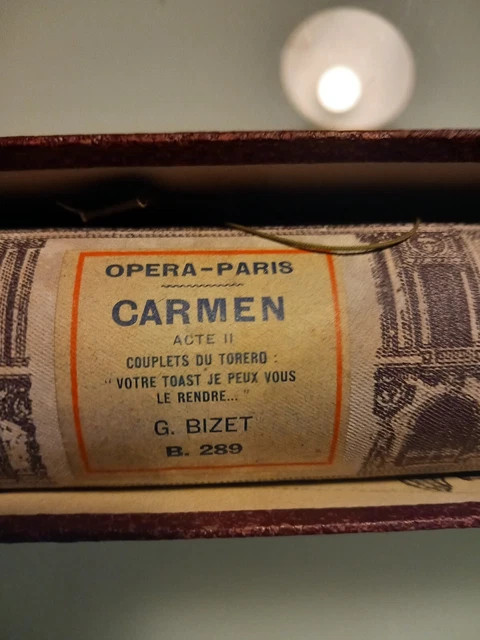 OPERA-PARIS
CARMEN
ACTE II
COUPLETS DU TORERO :
"VOTRE TOAST JE PEUX VOUS
LE RENDRE..."
G. BIZET
B. 289